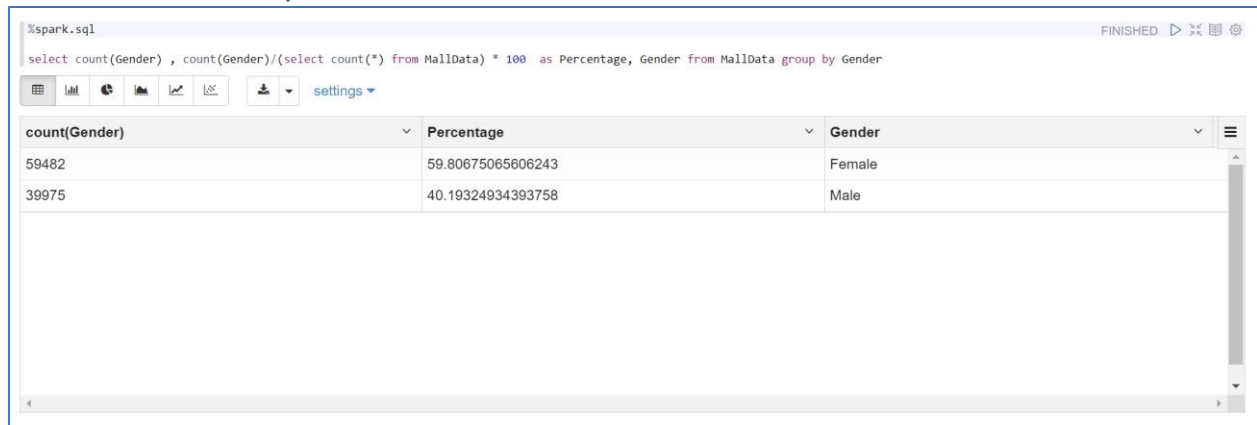 %spark.sql
FINISHED
select count(Gender) , count(Gender)/(select count(*) from MallData) * 100  as Percentage, Gender from MallData group by Gender
settings
count(Gender) Percentage Gender
59482 59.80675065606243 Female
39975 40.19324934393758 Male